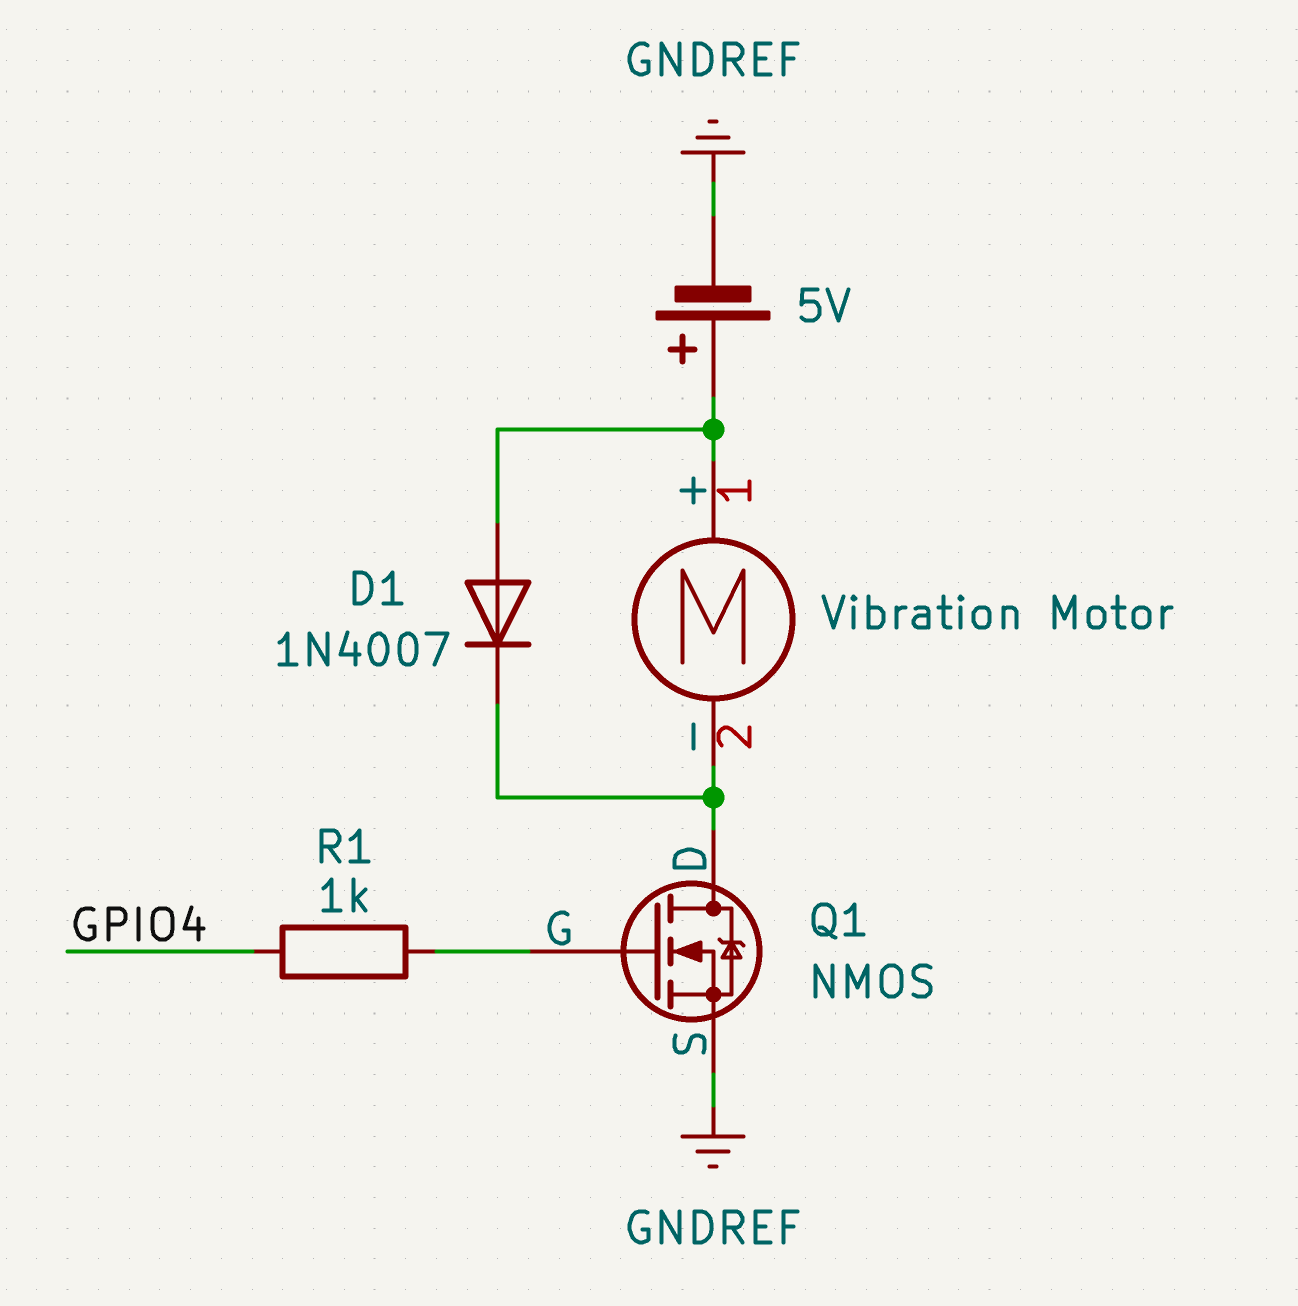 GNDREF
5V
+
+ 1
M
D1
1N4007
Vibration Motor
- 2
R1
1k
GPIO4
D
G
Q1
NMOS
S
GNDREF